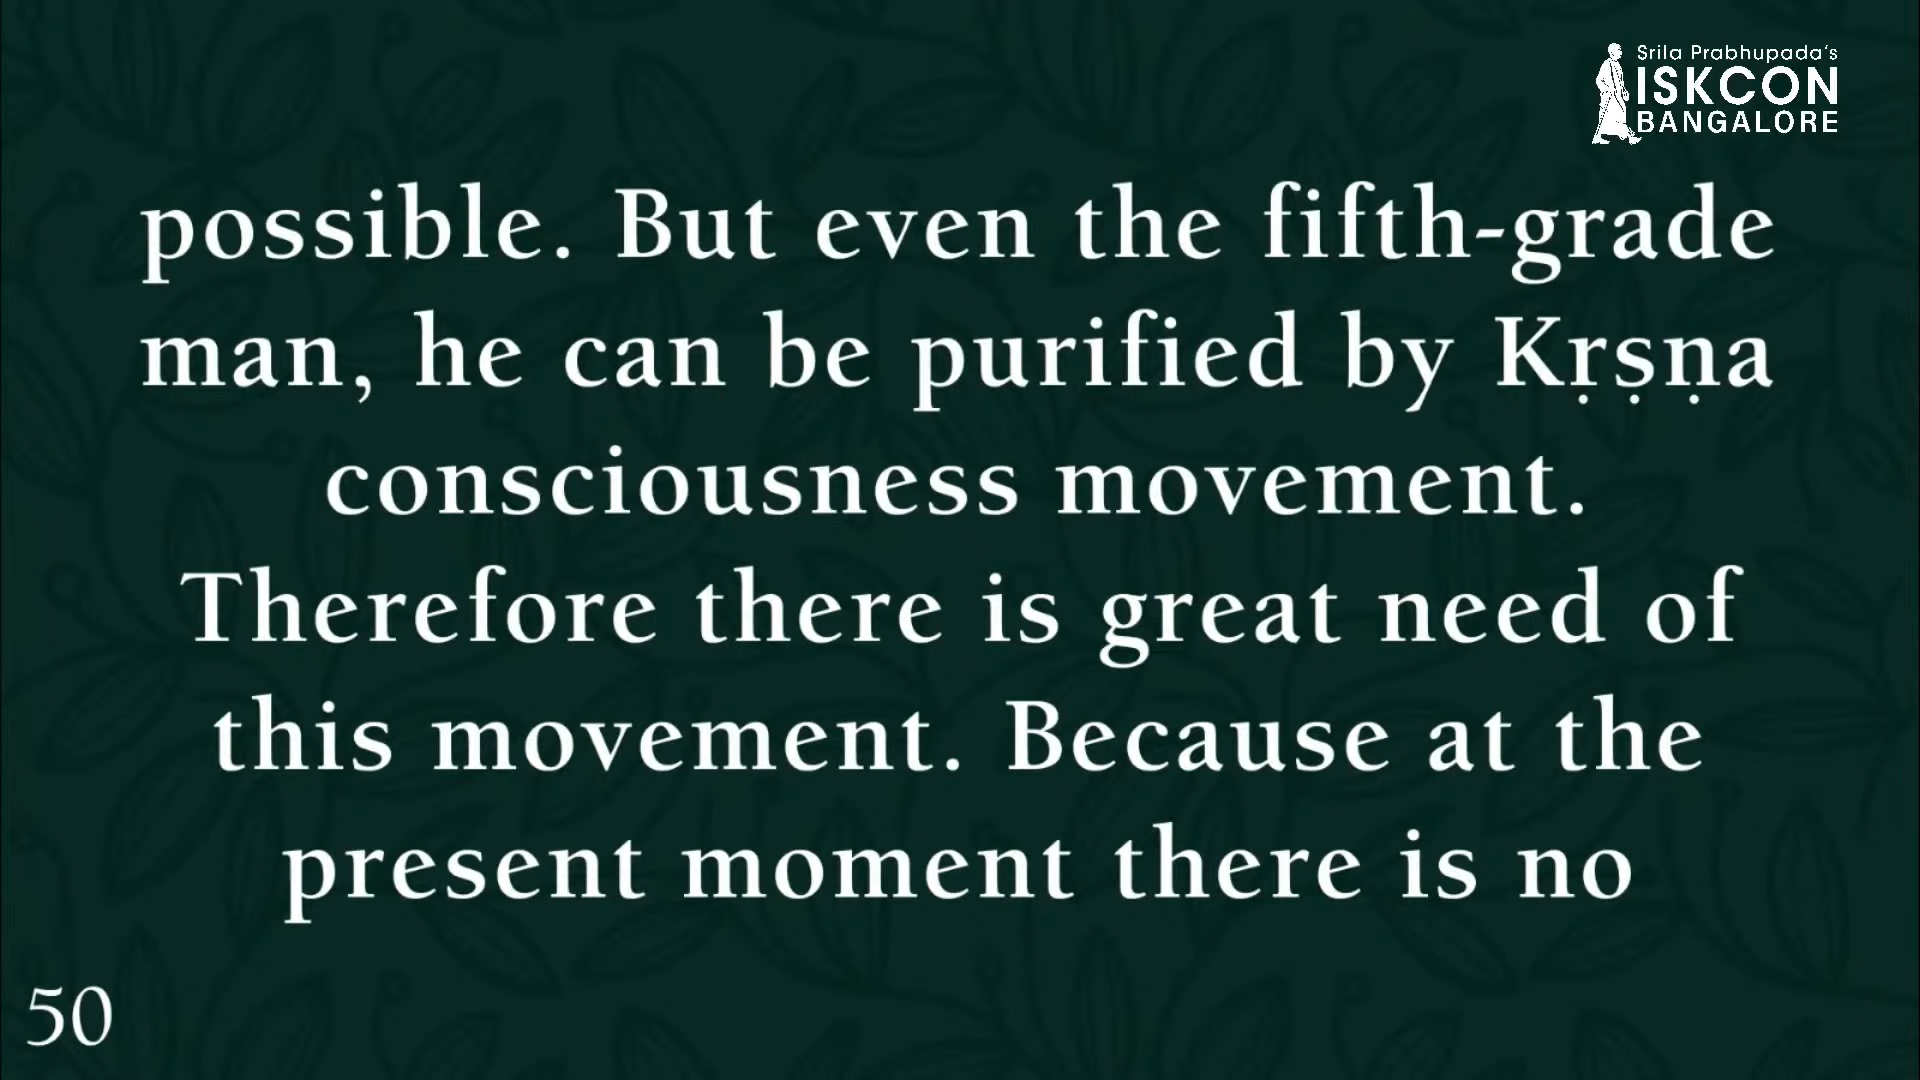 Srila Prabhupada's
ISKCON
BANGALORE
possible. But even the fifth-grade
man, he can be purified by Kṛṣṇa
consciousness movement.
Therefore there is great need of
this movement. Because at the
present moment there is no
50